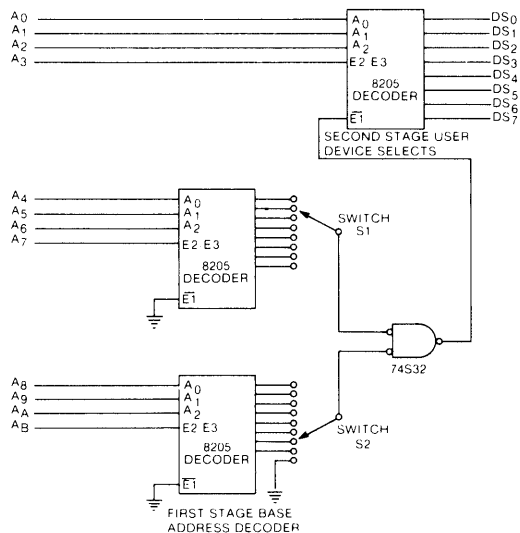 A0 A0 DS0
A1 A1 DS1
A2 A2 DS2
A3 E2 E3 DS3
8205 DS4
DECODER DS5
DS6
E1 DS7
SECOND STAGE USER
DEVICE SELECTS
A4 A0
A5 A1
A6 A2
A7 E2 E3
8205
DECODER
E1
SWITCH
S1
74S32
A8 A0
A9 A1
AA A2
AB E2 E3
8205
DECODER
E1
SWITCH
S2
FIRST STAGE BASE
ADDRESS DECODER